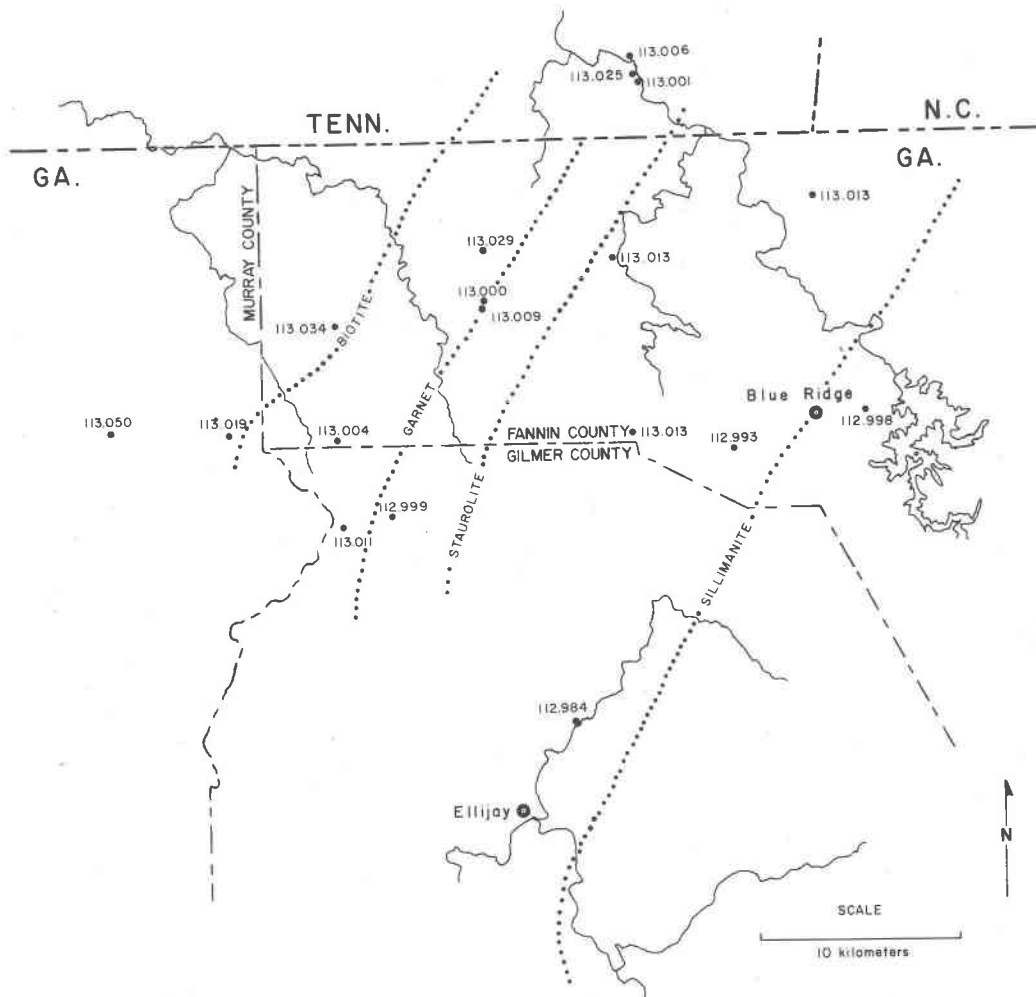 113.006
113.025
113.001
TENN.
N.C.
GA.
GA.
113.013
MURRAY COUNTY
113.029
113.013
113.000
113.009
BIOTITE
113.034
GARNET
Blue Ridge
113.050
113.019
113.004
FANNIN COUNTY
GILMER COUNTY
113.013
112.993
112.998
STAUROLITE
112.999
113.011
SILLIMANITE
112.984
Ellijay
N
SCALE
10 kilometers